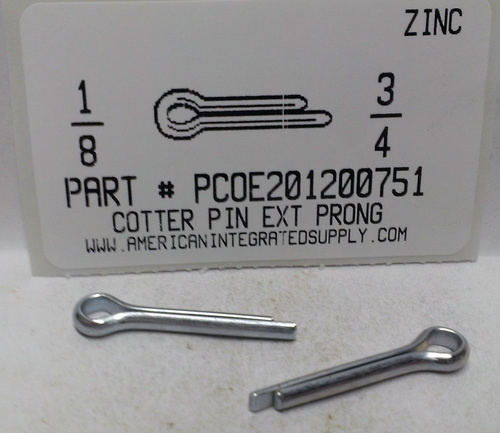 ZINC
1/8
3/4
PART # PCOE201200751
COTTER PIN EXT PRONG
WWW.AMERICANINTEGRATEDSUPPLY.COM